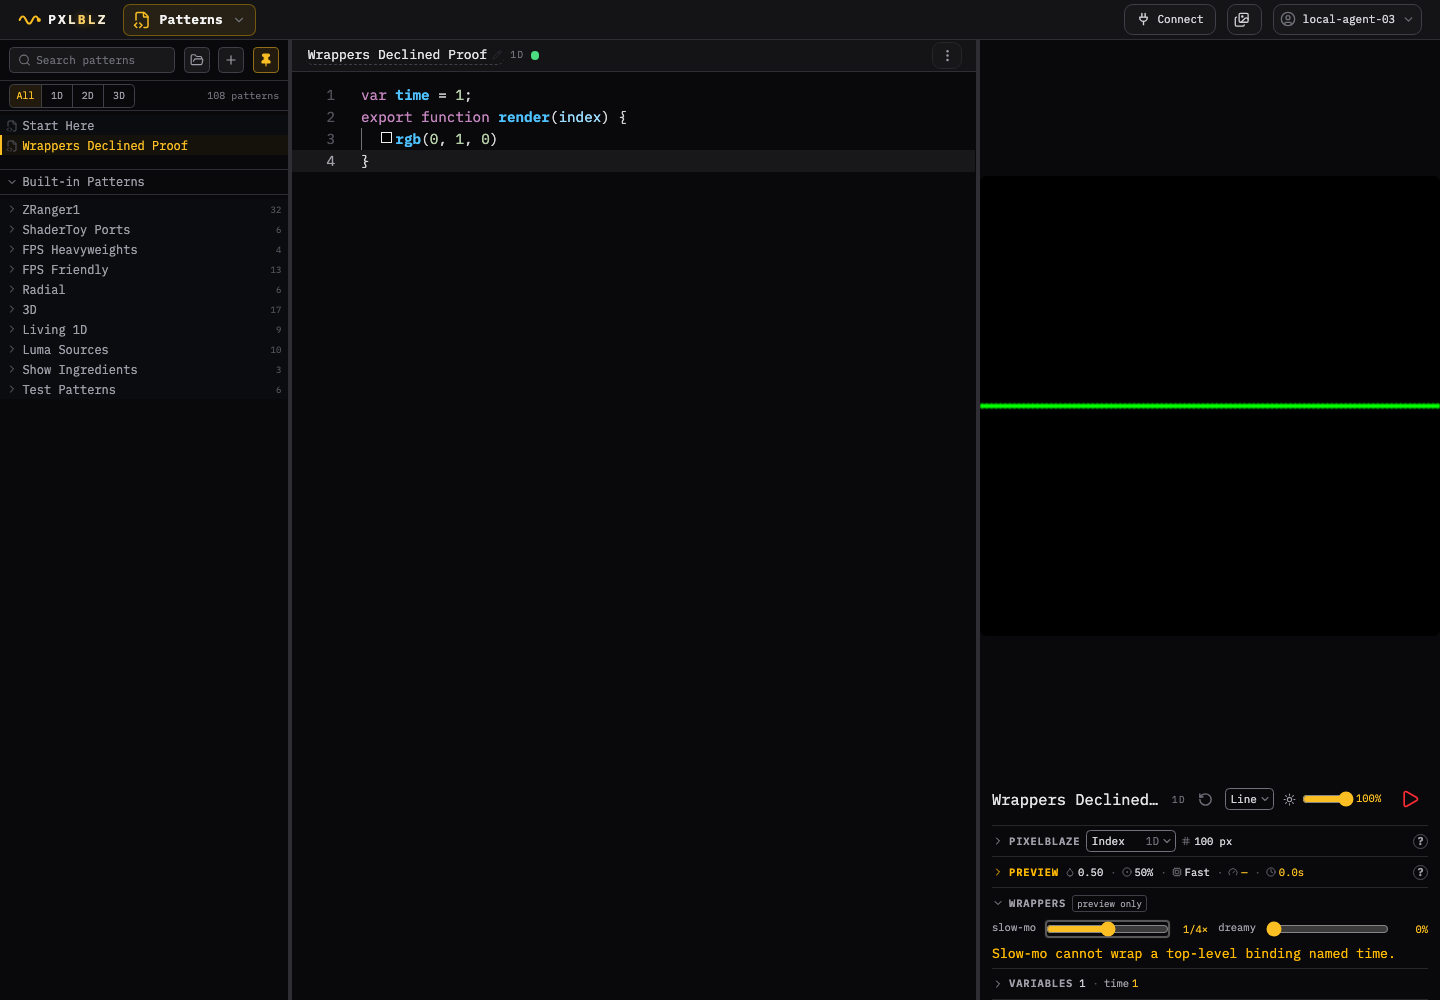 PXLBLZ
Patterns
Connect
local-agent-03
Search patterns
All
1D
2D
3D
108 patterns
Start Here
Wrappers Declined Proof
Built-in Patterns
ZRanger1 32
ShaderToy Ports 6
FPS Heavyweights 4
FPS Friendly 13
Radial 6
3D 17
Living 1D 9
Luma Sources 10
Show Ingredients 3
Test Patterns 6
Wrappers Declined Proof 1D
1 var time = 1;
2 export function render(index) {
3 rgb(0, 1, 0)
4 }
Wrappers Declined… 1D Line 100%
PIXELBLAZE Index 1D # 100 px ?
PREVIEW 0.50 · 50% · Fast · — · 0.0s ?
WRAPPERS preview only
slow-mo 1/4× dreamy 0%
Slow-mo cannot wrap a top-level binding named time.
VARIABLES 1 · time 1